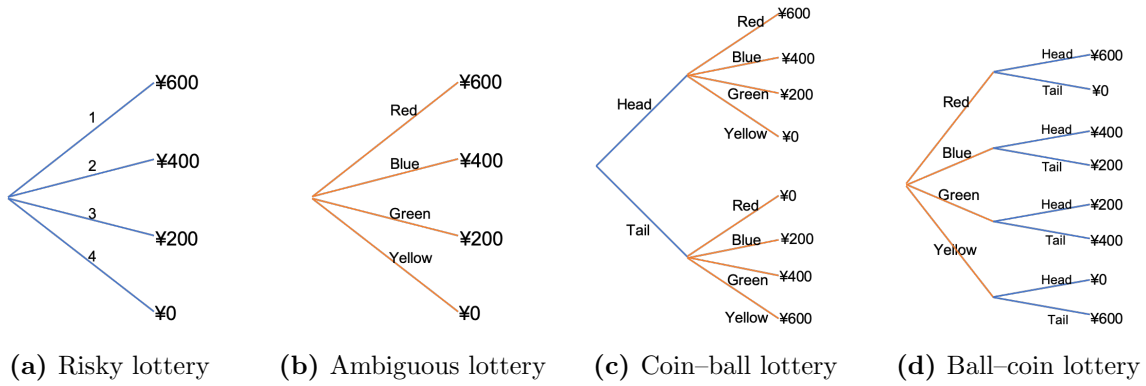 1
¥600
2
¥400
3
¥200
4
¥0
(a) Risky lottery
Red
¥600
Blue
¥400
Green
¥200
Yellow
¥0
(b) Ambiguous lottery
Head
Red
¥600
Blue
¥400
Green
¥200
Yellow
¥0
Tail
Red
¥0
Blue
¥200
Green
¥400
Yellow
¥600
(c) Coin–ball lottery
Red
Head
¥600
Tail
¥0
Blue
Head
¥400
Tail
¥200
Green
Head
¥200
Tail
¥400
Yellow
Head
¥0
Tail
¥600
(d) Ball–coin lottery